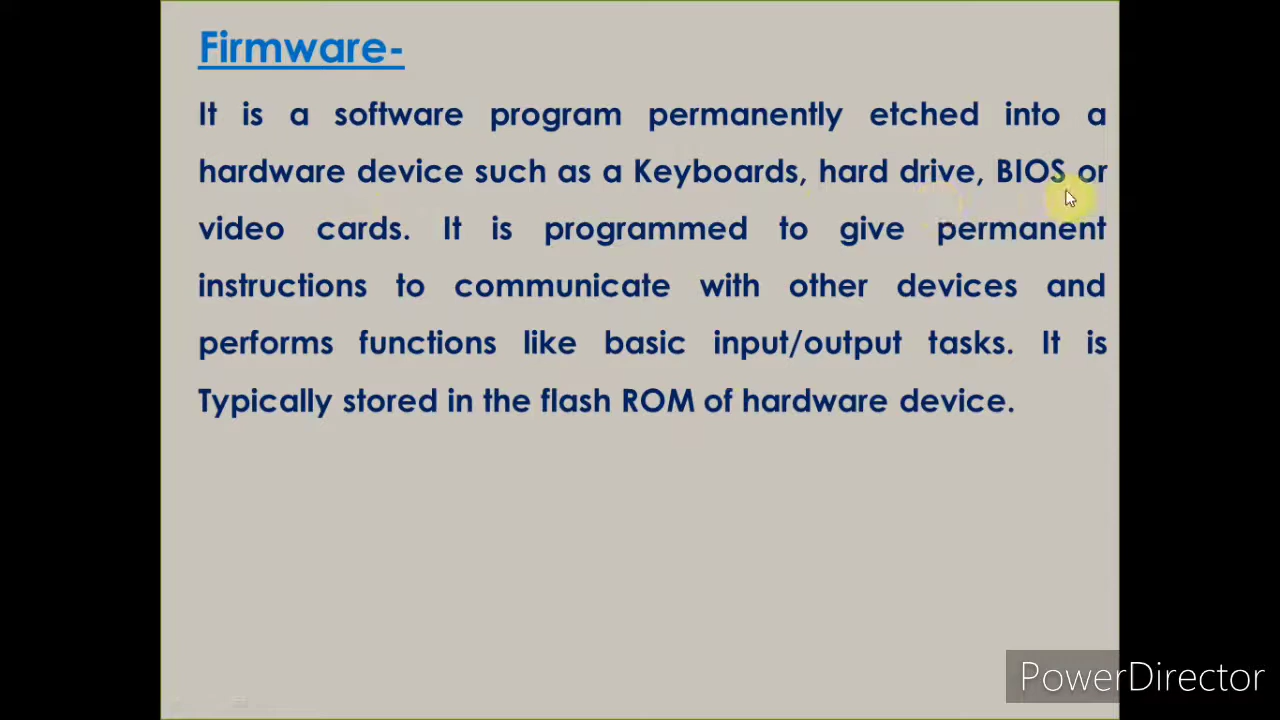 Firmware-
It is a software program permanently etched into a
hardware device such as a Keyboards, hard drive, BIOS or
video cards. It is programmed to give permanent
instructions to communicate with other devices and
performs functions like basic input/output tasks. It is
Typically stored in the flash ROM of hardware device.
PowerDirector